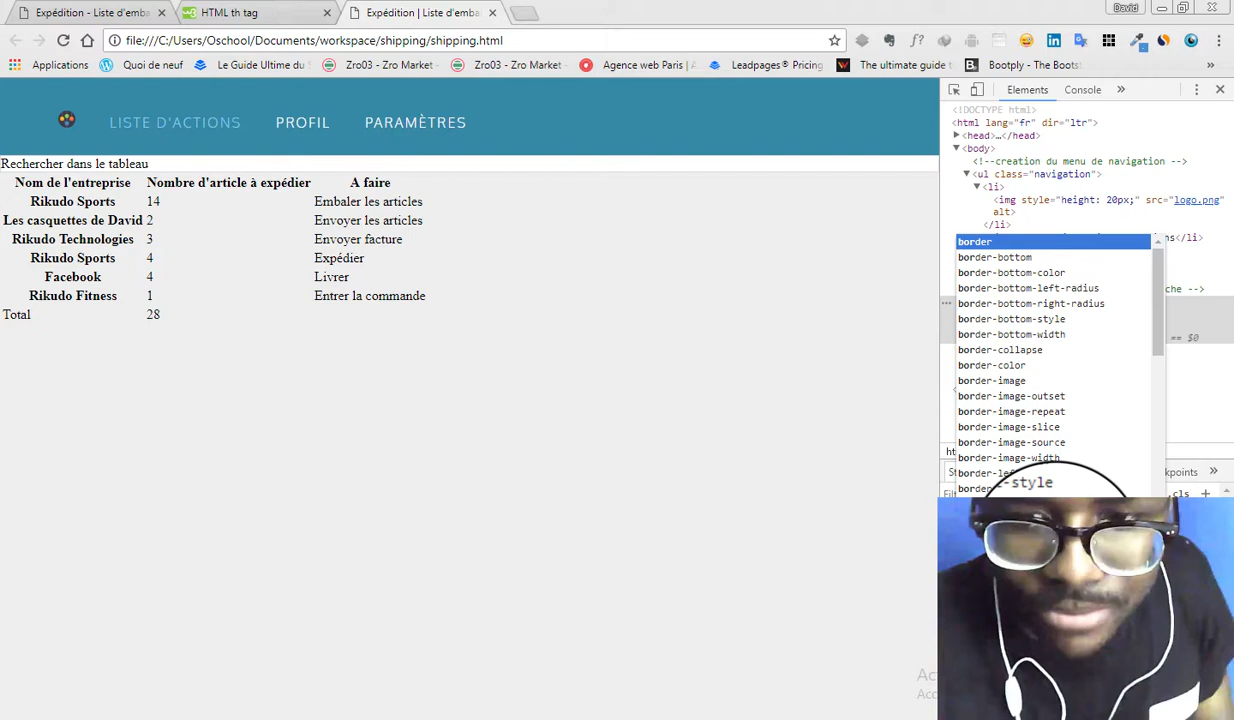 Expédition - Liste d'emba
HTML th tag
Expédition | Liste d'emba
David
file:///C:/Users/Oschool/Documents/workspace/shipping/shipping.html
Applications
Quoi de neuf
Le Guide Ultime du S
Zro03 - Zro Market -
Zro03 - Zro Market -
Agence web Paris | A
Leadpages® Pricing
The ultimate guide t
Bootply - The Boots
»
LISTE D'ACTIONS
PROFIL
PARAMÈTRES
Rechercher dans le tableau
Nom de l'entreprise Nombre d'article à expédier A faire
Rikudo Sports 14 Embaler les articles
Les casquettes de David 2 Envoyer les articles
Rikudo Technologies 3 Envoyer facture
Rikudo Sports 4 Expédier
Facebook 4 Livrer
Rikudo Fitness 1 Entrer la commande
Total 28
Elements
Console
»
<!DOCTYPE html>
<html lang="fr" dir="ltr">
<head>…</head>
<body>
<!--creation du menu de navigation -->
<ul class="navigation">
<li>
<img style="height: 20px;" src="logo.png"
alt>
</li>
ns</li>
border
border-bottom
border-bottom-color
border-bottom-left-radius
che -->
border-bottom-right-radius
border-bottom-style
border-bottom-width
== $0
border-collapse
border-color
border-image
border-image-outset
border-image-repeat
border-image-slice
border-image-source
border-image-width
-style
kpoints
»
.cls